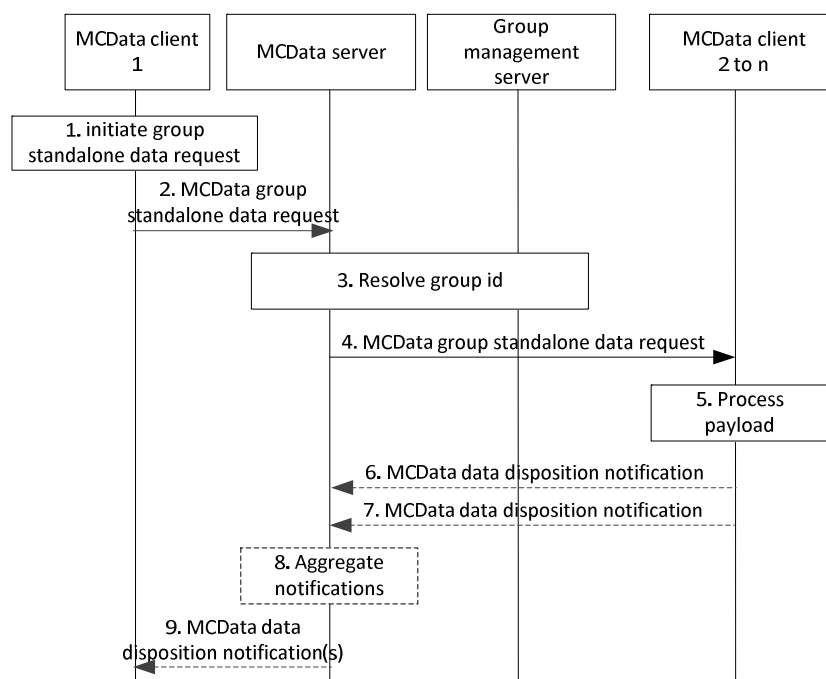 MCData client
1
MCData server
Group
management
server
MCData client
2 to n
1. initiate group
standalone data request
2. MCData group
standalone data request
3. Resolve group id
4. MCData group standalone data request
5. Process
payload
6. MCData data disposition notification
7. MCData data disposition notification
8. Aggregate
notifications
9. MCData data
disposition notification(s)